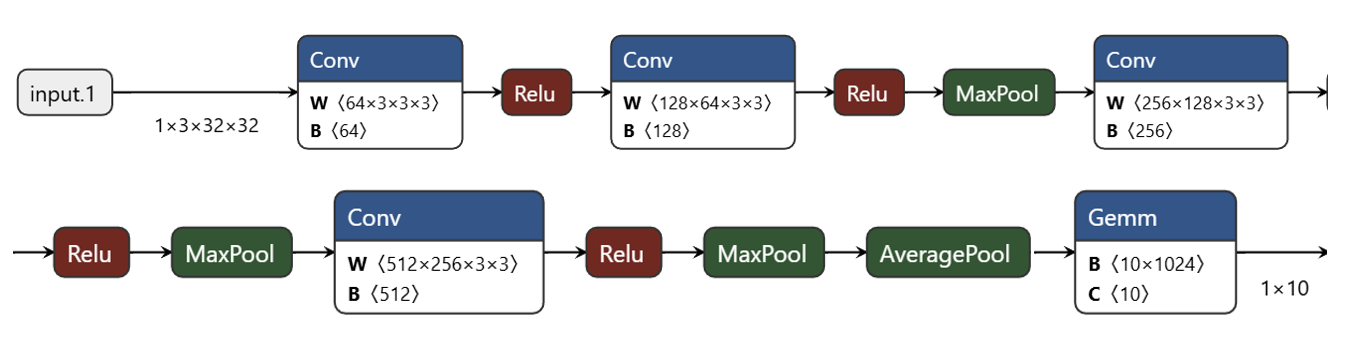 input.1
1×3×32×32
Conv
W ⟨64×3×3×3⟩
B ⟨64⟩
Relu
Conv
W ⟨128×64×3×3⟩
B ⟨128⟩
Relu
MaxPool
Conv
W ⟨256×128×3×3⟩
B ⟨256⟩
Relu
MaxPool
Conv
W ⟨512×256×3×3⟩
B ⟨512⟩
Relu
MaxPool
AveragePool
Gemm
B ⟨10×1024⟩
C ⟨10⟩
1×10